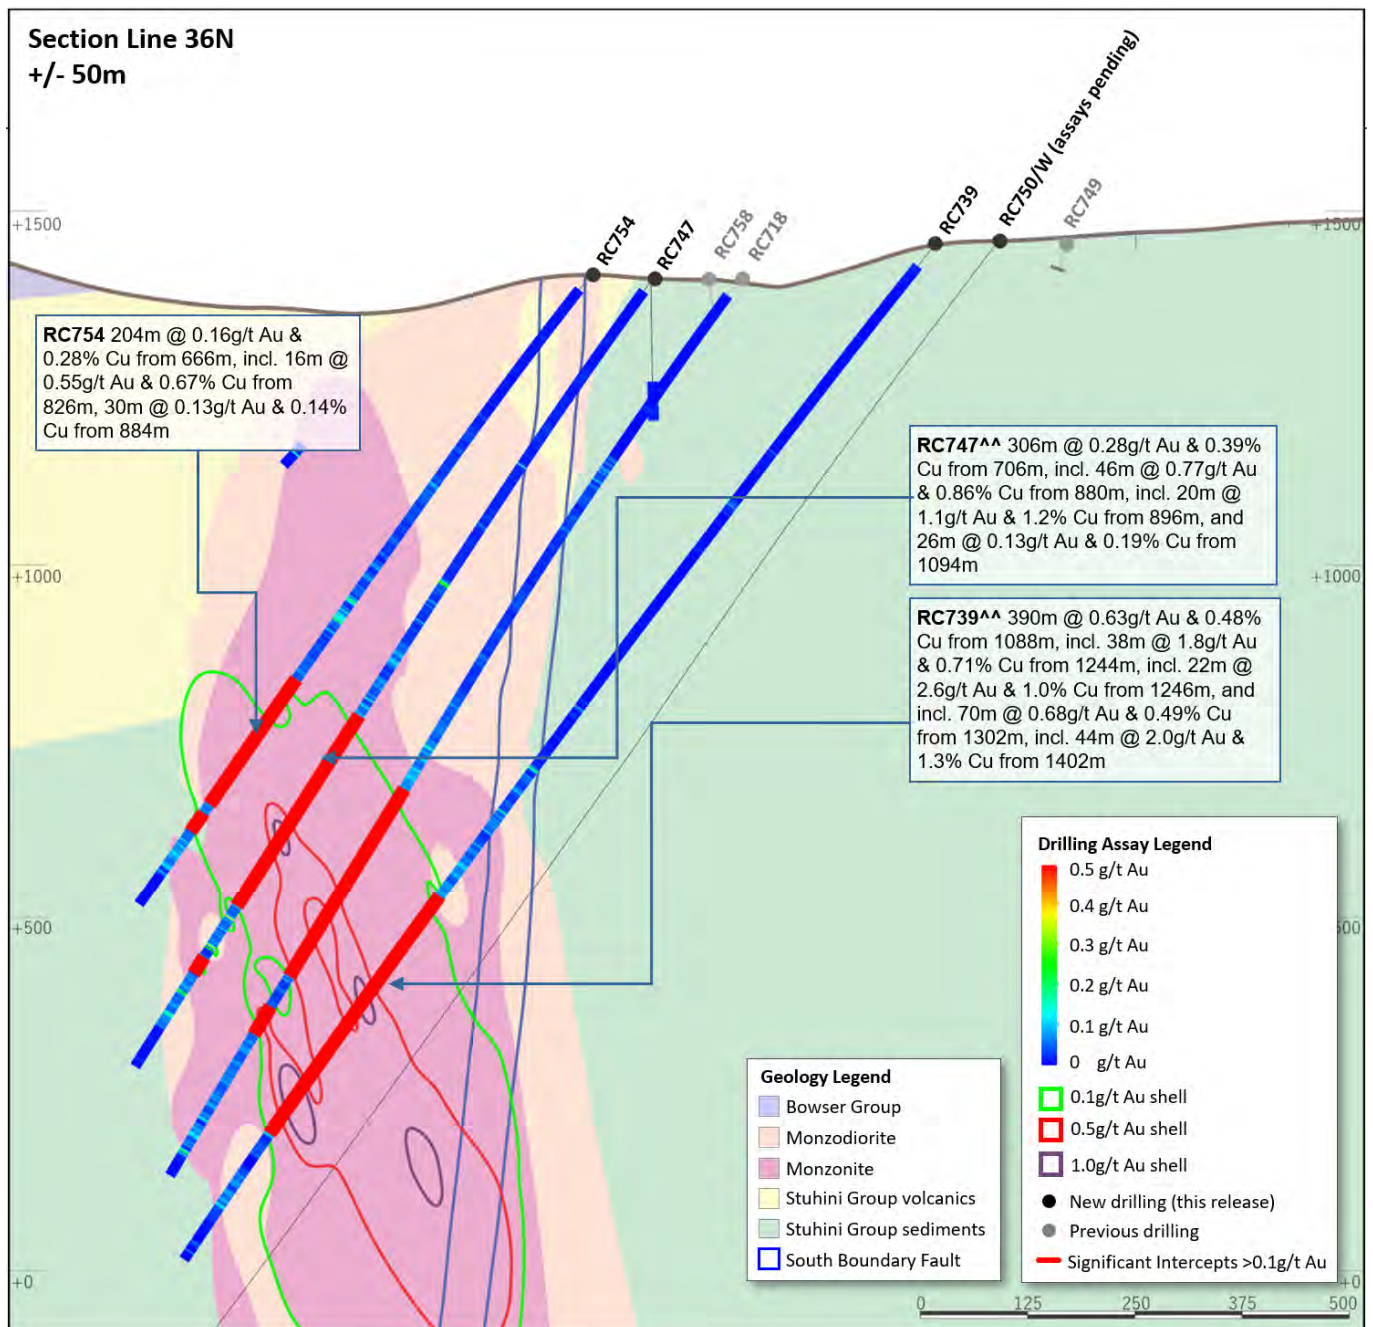 Section Line 36N
+/- 50m
RC754
RC747
RC758
RC718
RC739
RC750/W (assays pending)
RC749
+1500
+1500
RC754 204m @ 0.16g/t Au &
0.28% Cu from 666m, incl. 16m @
0.55g/t Au & 0.67% Cu from
826m, 30m @ 0.13g/t Au & 0.14%
Cu from 884m
RC747^^ 306m @ 0.28g/t Au & 0.39%
Cu from 706m, incl. 46m @ 0.77g/t Au
& 0.86% Cu from 880m, incl. 20m @
1.1g/t Au & 1.2% Cu from 896m, and
26m @ 0.13g/t Au & 0.19% Cu from
1094m
+1000
+1000
RC739^^ 390m @ 0.63g/t Au & 0.48%
Cu from 1088m, incl. 38m @ 1.8g/t Au
& 0.71% Cu from 1244m, incl. 22m @
2.6g/t Au & 1.0% Cu from 1246m, and
incl. 70m @ 0.68g/t Au & 0.49% Cu
from 1302m, incl. 44m @ 2.0g/t Au &
1.3% Cu from 1402m
+500
500
Drilling Assay Legend
0.5 g/t Au
0.4 g/t Au
0.3 g/t Au
0.2 g/t Au
0.1 g/t Au
0 g/t Au
0.1g/t Au shell
0.5g/t Au shell
1.0g/t Au shell
New drilling (this release)
Previous drilling
Significant Intercepts >0.1g/t Au
Geology Legend
Bowser Group
Monzodiorite
Monzonite
Stuhini Group volcanics
Stuhini Group sediments
South Boundary Fault
+0
+0
0 125 250 375 500